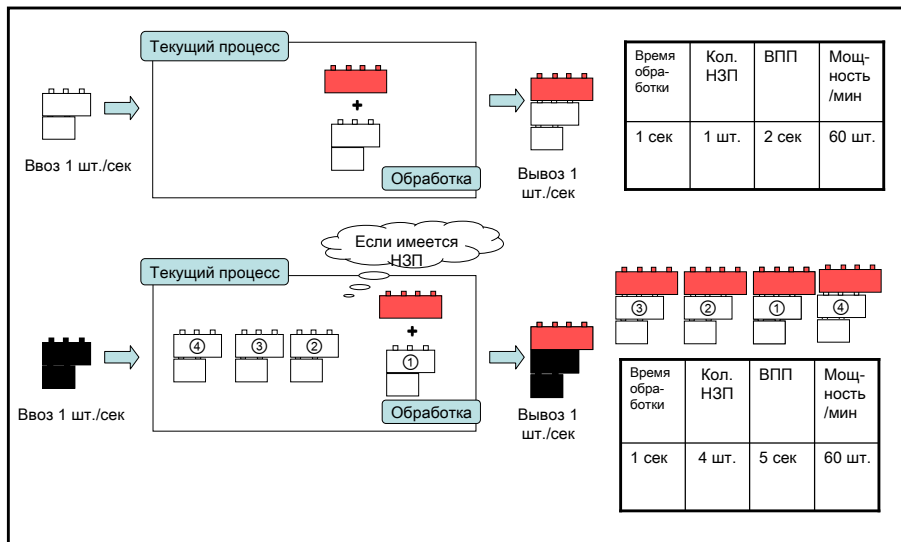 Текущий процесс
+
Обработка
Ввоз 1 шт./сек
Вывоз 1
шт./сек
Время
обра-
ботки
Кол.
НЗП
ВПП
Мощ-
ность
/мин
1 сек
1 шт.
2 сек
60 шт.
Если имеется
НЗП
Текущий процесс
④
③
②
+
①
Обработка
Ввоз 1 шт./сек
Вывоз 1
шт./сек
③
②
①
④
Время
обра-
ботки
Кол.
НЗП
ВПП
Мощ-
ность
/мин
1 сек
4 шт.
5 сек
60 шт.